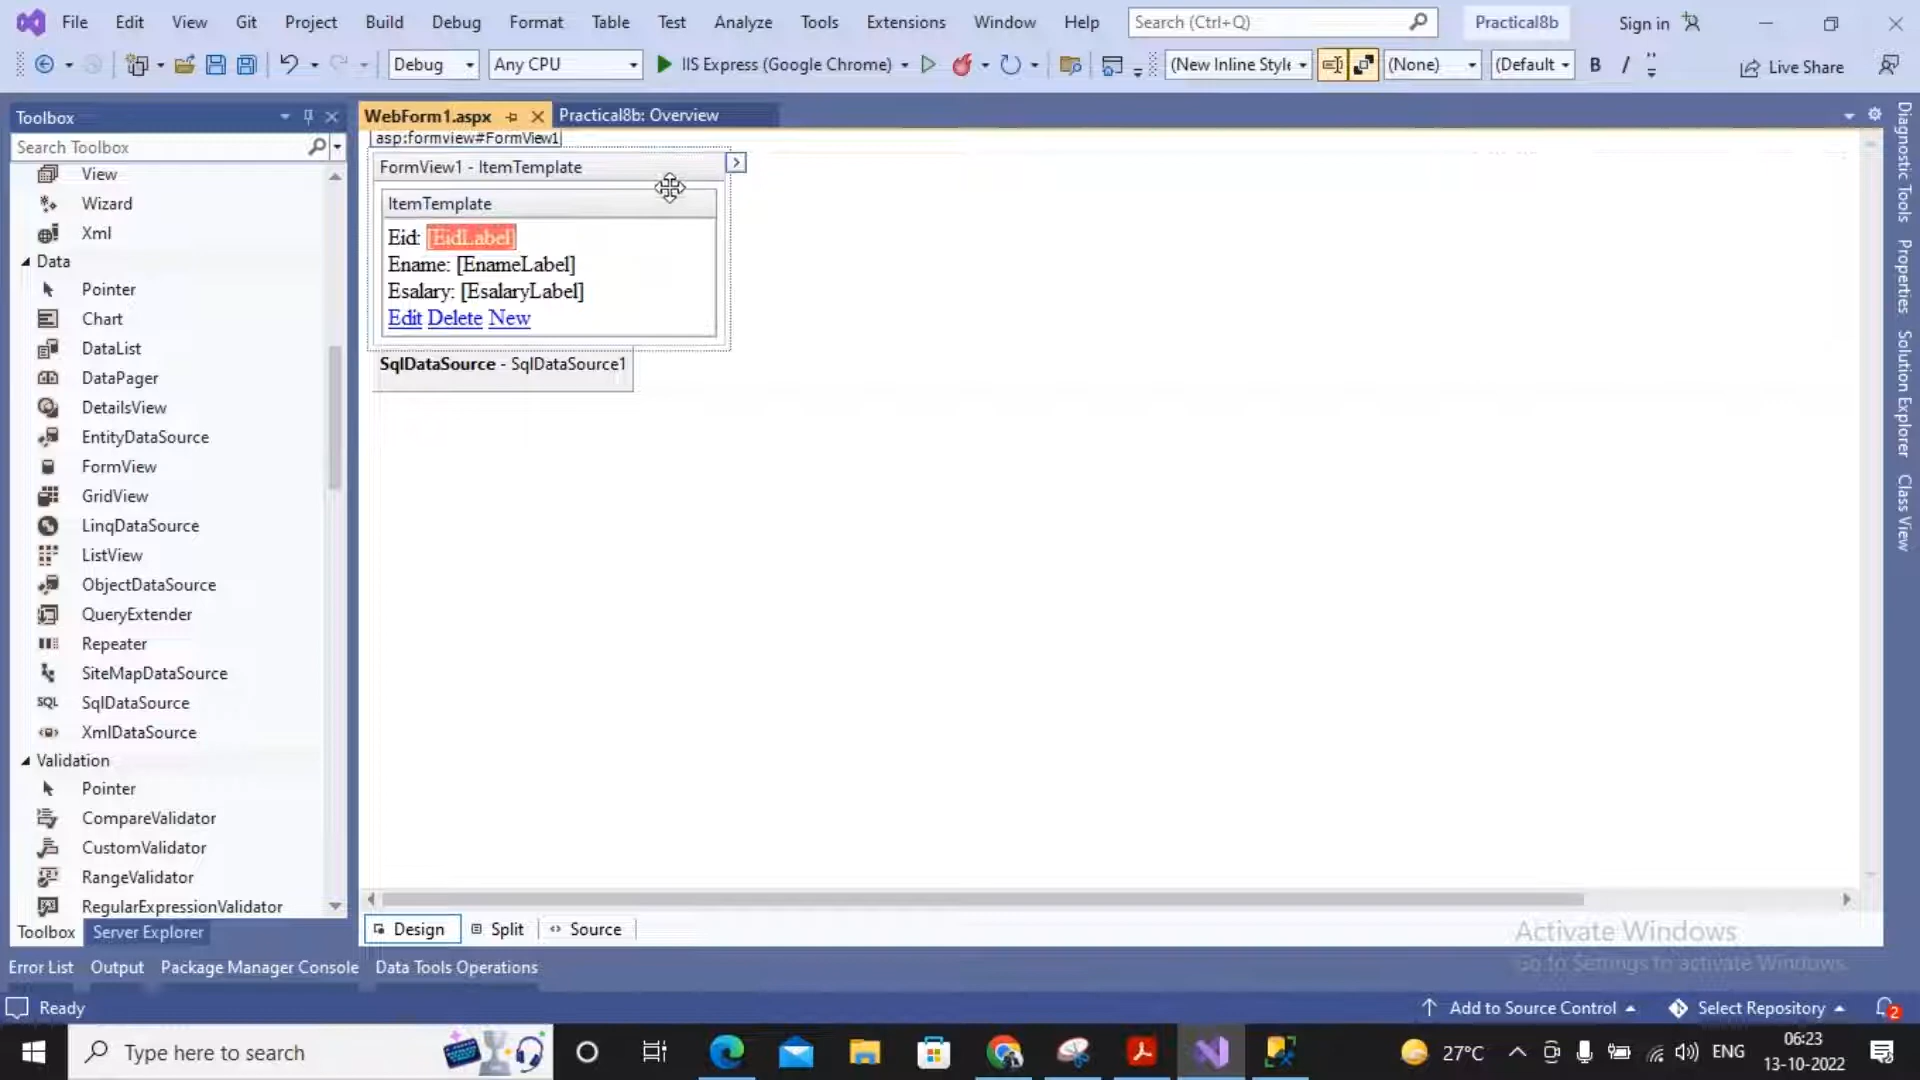 File Edit View Git Project Build Debug Format Table Test Analyze Tools Extensions Window Help Search (Ctrl+Q) Practical8b Sign in
Debug Any CPU IIS Express (Google Chrome) (New Inline Style (None) (Default B I Live Share
Toolbox
WebForm1.aspx Practical8b: Overview
Search Toolbox
View
Wizard
Xml
Data
Pointer
Chart
DataList
DataPager
DetailsView
EntityDataSource
FormView
GridView
LinqDataSource
ListView
ObjectDataSource
QueryExtender
Repeater
SiteMapDataSource
SQL SqlDataSource
XmlDataSource
Validation
Pointer
CompareValidator
CustomValidator
RangeValidator
RegularExpressionValidator
Toolbox Server Explorer
asp:formview#FormView1
FormView1 - ItemTemplate
ItemTemplate
Eid: [EidLabel]
Ename: [EnameLabel]
Esalary: [EsalaryLabel]
Edit Delete New
SqlDataSource - SqlDataSource1
Diagnostic Tools
Properties
Solution Explorer
Class View
Design Split Source
Activate Windows
Go to Settings to activate Windows.
Error List Output Package Manager Console Data Tools Operations
Ready Add to Source Control Select Repository 2
Type here to search 27°C ENG 06:23
13-10-2022